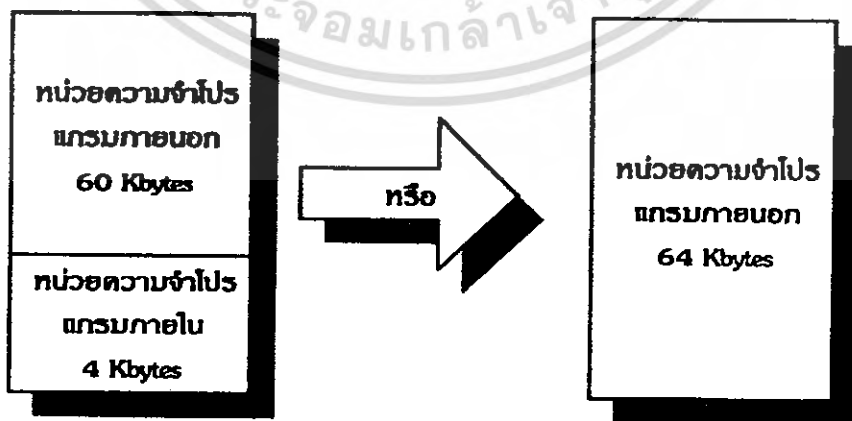 หน่วยความจำโปร
แกรมภายนอก
60 Kbytes
หน่วยความจำโปร
แกรมภายใน
4 Kbytes
หรือ
หน่วยความจำโปร
แกรมภายนอก
64 Kbytes